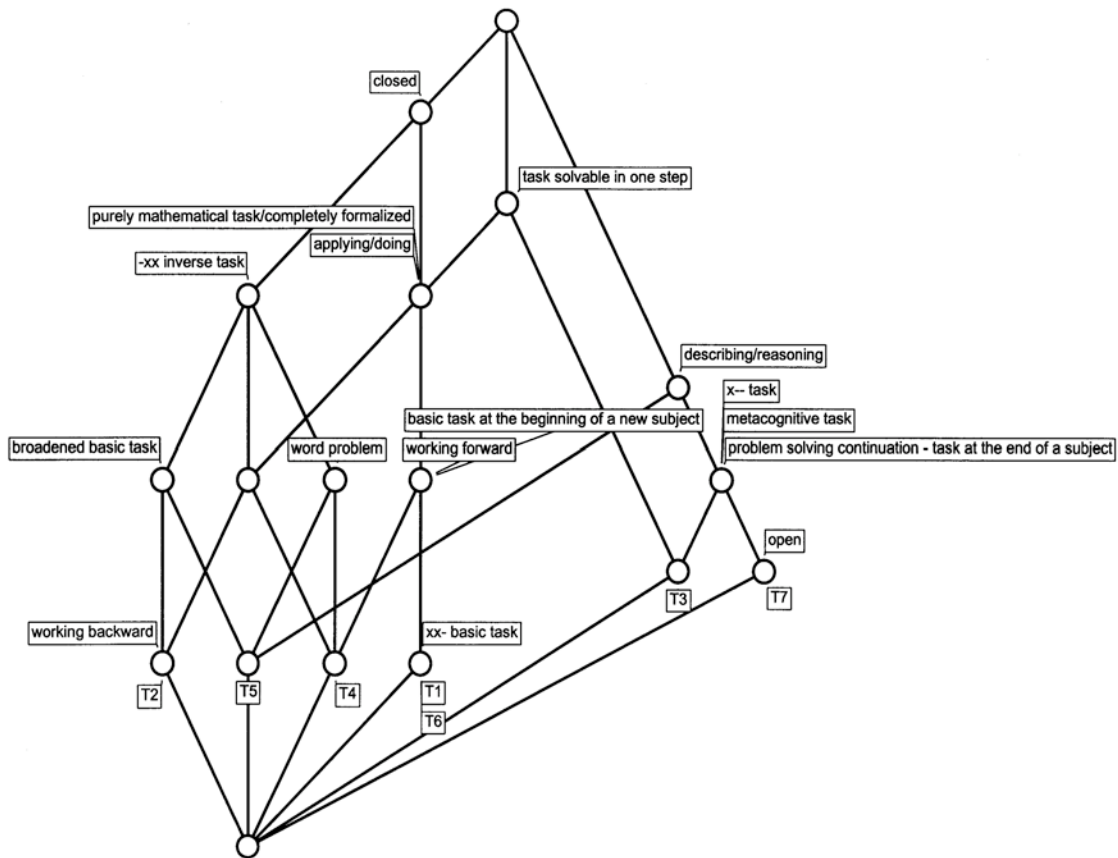 closed
task solvable in one step
purely mathematical task/completely formalized
applying/doing
-xx inverse task
describing/reasoning
x-- task
basic task at the beginning of a new subject
metacognitive task
broadened basic task
word problem
working forward
problem solving continuation - task at the end of a subject
open
T3
T7
working backward
xx- basic task
T2
T5
T4
T1
T6